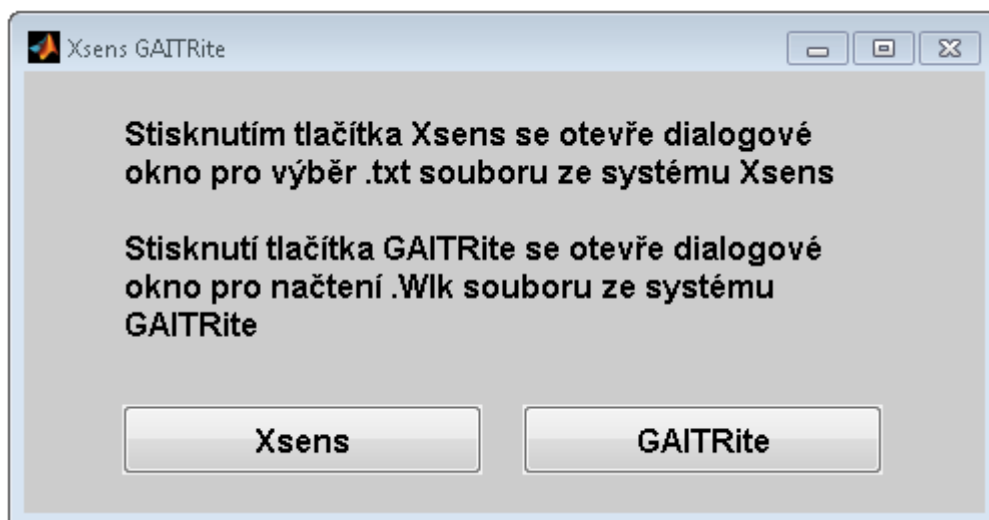 Xsens GAITRite
Stisknutím tlačítka Xsens se otevře dialogové
okno pro výběr .txt souboru ze systému Xsens
Stisknutí tlačítka GAITRite se otevře dialogové
okno pro načtení .Wlk souboru ze systému
GAITRite
Xsens
GAITRite